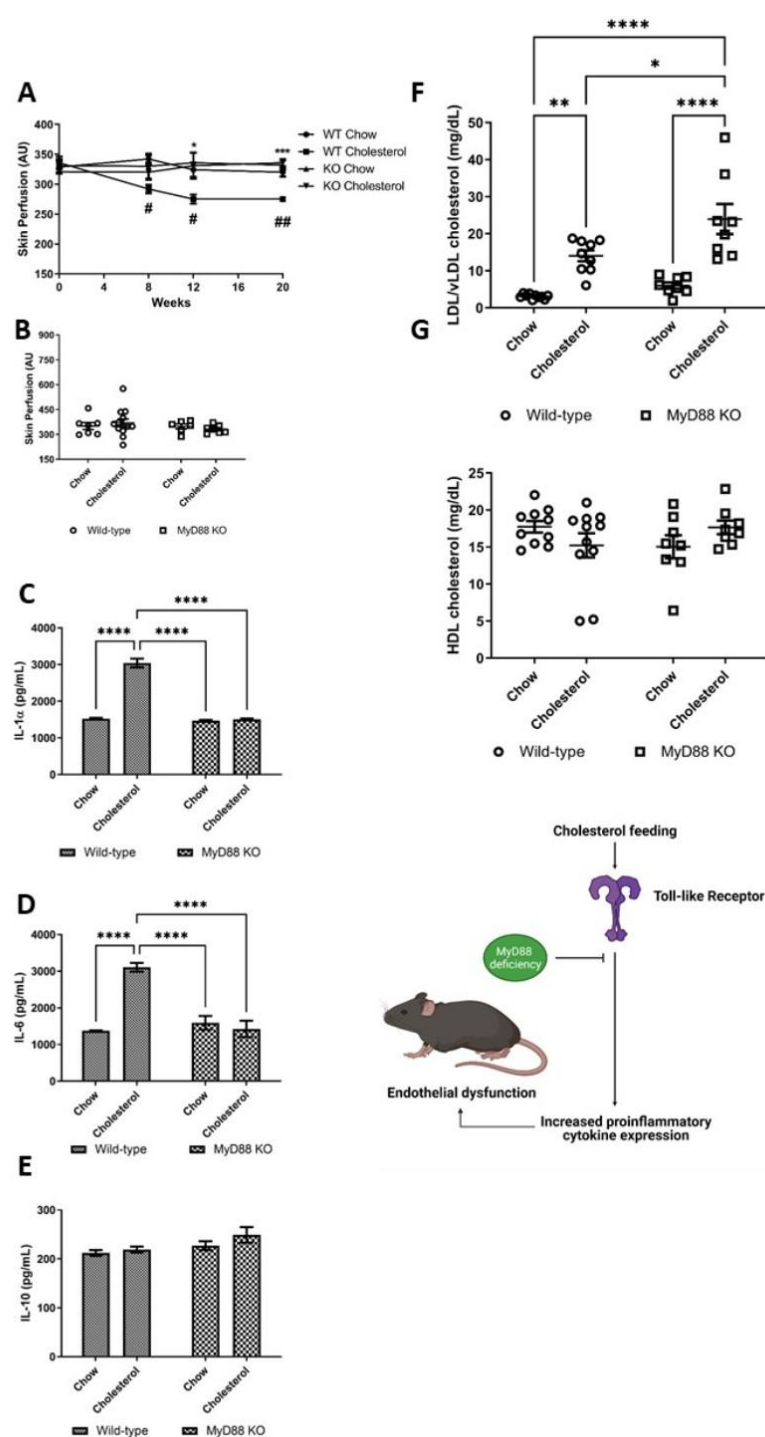 A
Skin Perfusion (AU)
350
300
250
200
150
0
4
8
12
16
20
Weeks
*
***
#
#
##
WT Chow
WT Cholesterol
KO Chow
KO Cholesterol
B
Skin Perfusion (AU
900
750
600
450
300
150
Chow
Cholesterol
Chow
Cholesterol
Wild-type
MyD88 KO
C
****
****
****
IL-1α (pg/mL)
4000
3000
2000
1000
0
Chow
Cholesterol
Chow
Cholesterol
Wild-type
MyD88 KO
D
****
****
****
IL-6 (pg/mL)
4000
3000
2000
1000
0
Chow
Cholesterol
Chow
Cholesterol
Wild-type
MyD88 KO
E
IL-10 (pg/mL)
300
200
100
0
Chow
Cholesterol
Chow
Cholesterol
Wild-type
MyD88 KO
F
****
*
**
****
LDL/vLDL cholesterol (mg/dL)
50
40
30
20
10
0
Chow
Cholesterol
Chow
Cholesterol
Wild-type
MyD88 KO
G
HDL cholesterol (mg/dL)
25
20
15
10
5
0
Chow
Cholesterol
Chow
Cholesterol
Wild-type
MyD88 KO
Cholesterol feeding
Toll-like Receptor
MyD88
deficiency
Endothelial dysfunction
Increased proinflammatory
cytokine expression